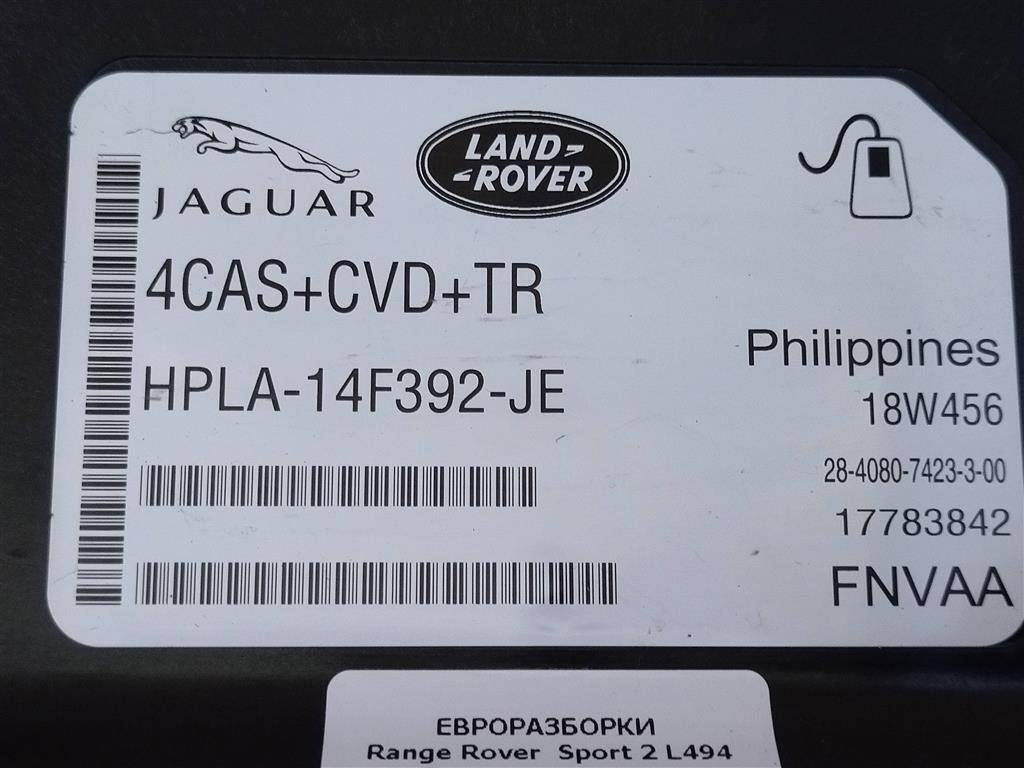 JAGUAR
LAND
ROVER
4CAS+CVD+TR
HPLA-14F392-JE
Philippines
18W456
28-4080-7423-3-00
17783842
FNVAA
ЕВРОРАЗБОРКИ
Range Rover Sport 2 L494